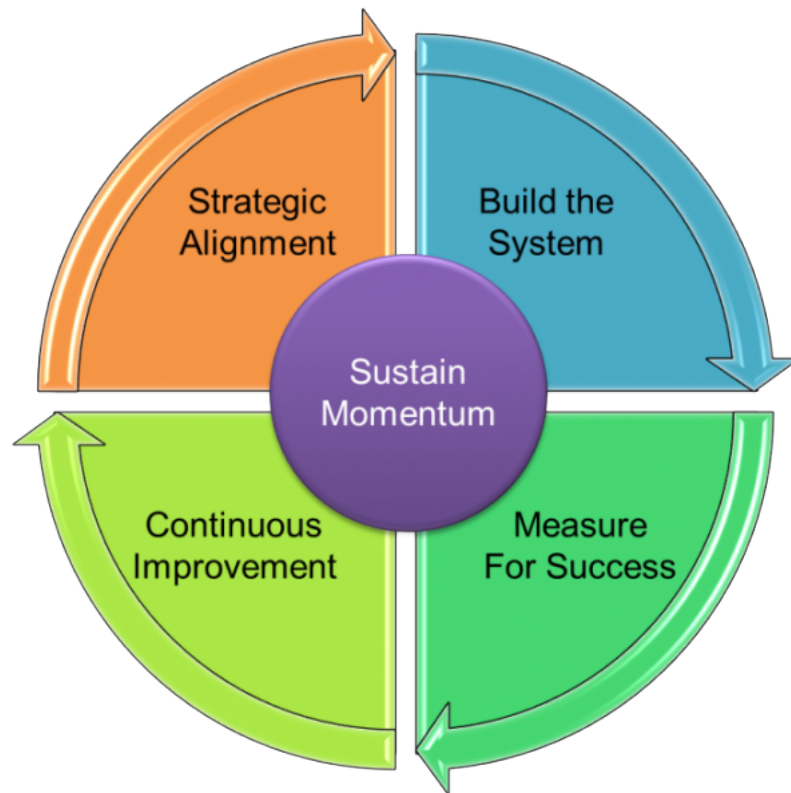 Strategic
Alignment
Build the
System
Sustain
Momentum
Continuous
Improvement
Measure
For Success